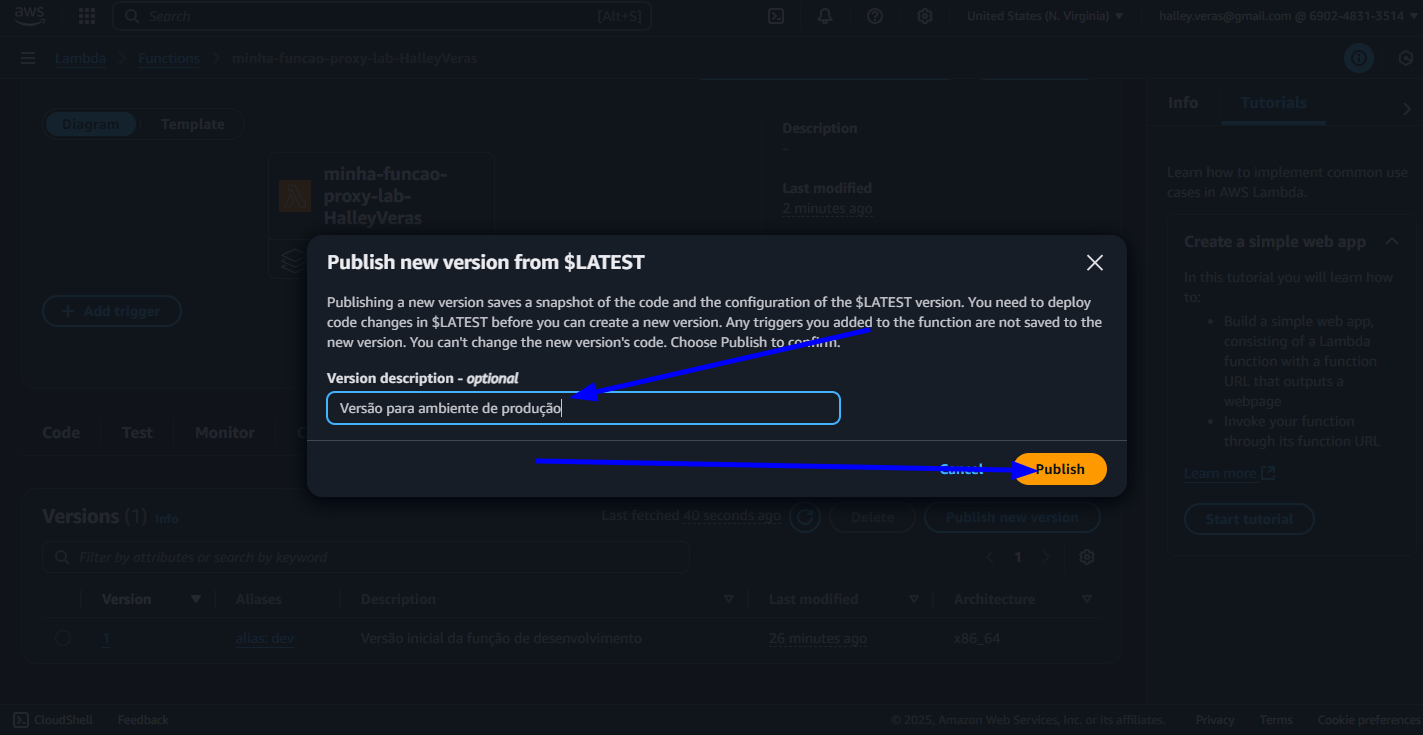 aws
Search
[Alt+S]
United States (N. Virginia)
halley.veras@gmail.com @ 6902-4831-3514
Lambda
Functions
minha-funcao-proxy-lab-HalleyVeras
Diagram
Template
minha-funcao-
proxy-lab-
HalleyVeras
Description
-
Last modified
2 minutes ago
Add trigger
Info
Tutorials
Learn how to implement common use
cases in AWS Lambda.
Create a simple web app
In this tutorial you will learn how
to:
Build a simple web app,
consisting of a Lambda
function with a function
URL that outputs a
webpage
Invoke your function
through its function URL
Learn more
Start tutorial
Publish new version from $LATEST
Publishing a new version saves a snapshot of the code and the configuration of the $LATEST version. You need to deploy
code changes in $LATEST before you can create a new version. Any triggers you added to the function are not saved to the
new version. You can't change the new version's code. Choose Publish to confirm.
Version description - optional
Versão para ambiente de produção
Cancel
Publish
Code
Test
Monitor
C
Versions (1)
Info
Last fetched 40 seconds ago
Delete
Publish new version
Filter by attributes or search by keyword
1
Version
Aliases
Description
Last modified
Architecture
1
alias: dev
Versão inicial da função de desenvolvimento
26 minutes ago
x86_64
CloudShell
Feedback
© 2025, Amazon Web Services, Inc. or its affiliates.
Privacy
Terms
Cookie preferences